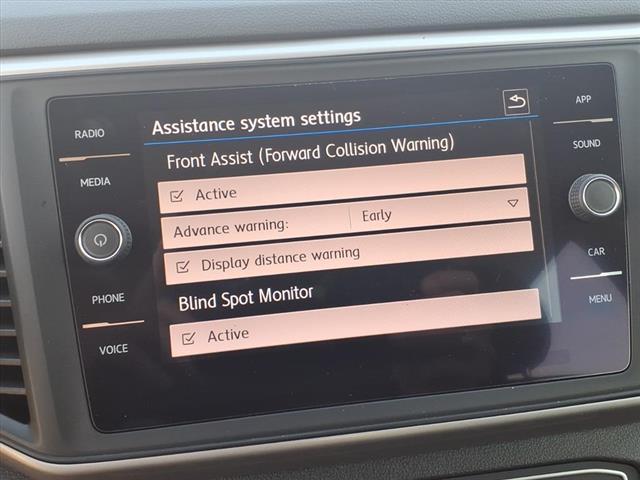 RADIO
MEDIA
PHONE
VOICE
Assistance system settings
Front Assist (Forward Collision Warning)
Active
Advance warning: Early
Display distance warning
Blind Spot Monitor
Active
APP
SOUND
CAR
MENU